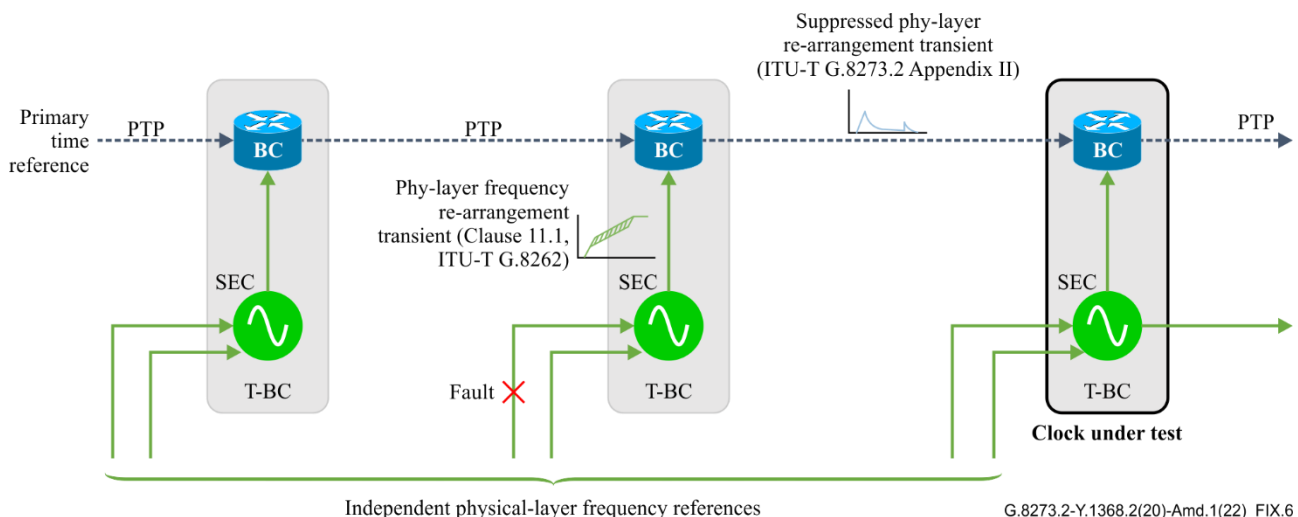 Suppressed phy-layer
re-arrangement transient
(ITU-T G.8273.2 Appendix II)
Primary
time
reference
PTP
PTP
PTP
BC
BC
BC
Phy-layer frequency
re-arrangement
transient (Clause 11.1,
ITU-T G.8262)
SEC
SEC
SEC
Fault
T-BC
T-BC
T-BC
Clock under test
Independent physical-layer frequency references
G.8273.2-Y.1368.2(20)-Amd.1(22)_FIX.6